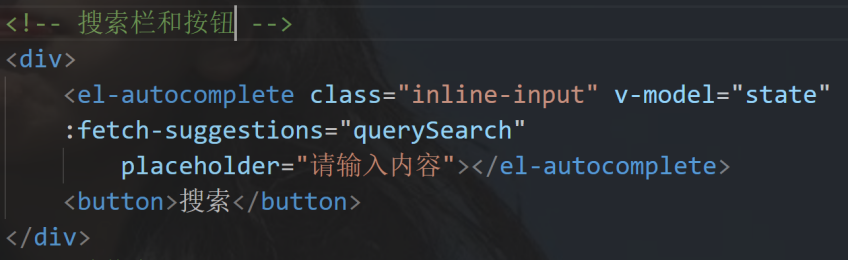 <!-- 搜索栏和按钮 -->
<div>
    <el-autocomplete class="inline-input" v-model="state"
    :fetch-suggestions="querySearch"
        placeholder="请输入内容"></el-autocomplete>
    <button>搜索</button>
</div>